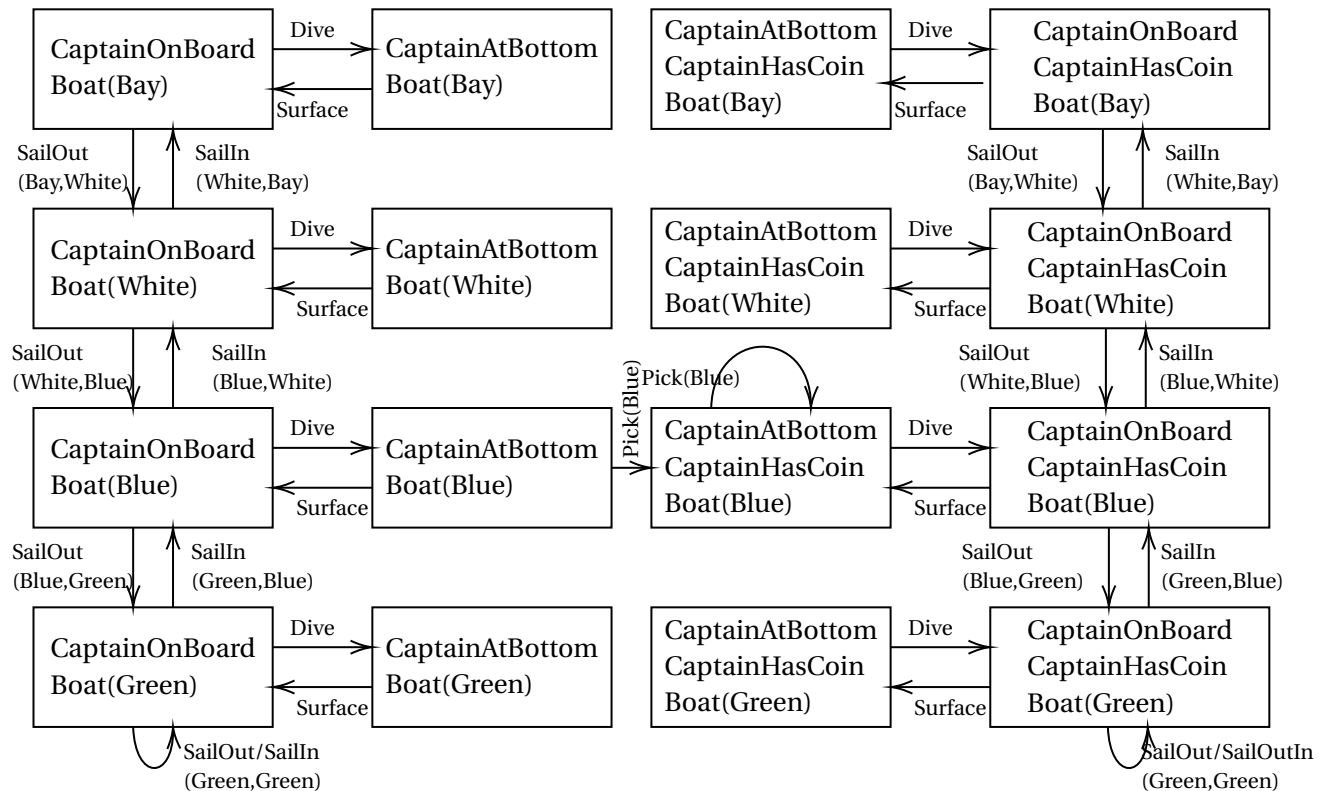 CaptainOnBoard
Boat(Bay)
Dive
Surface
CaptainAtBottom
Boat(Bay)
CaptainAtBottom
CaptainHasCoin
Boat(Bay)
Dive
Surface
CaptainOnBoard
CaptainHasCoin
Boat(Bay)
SailOut
(Bay,White)
SailIn
(White,Bay)
SailOut
(Bay,White)
SailIn
(White,Bay)
CaptainOnBoard
Boat(White)
Dive
Surface
CaptainAtBottom
Boat(White)
CaptainAtBottom
CaptainHasCoin
Boat(White)
Dive
Surface
CaptainOnBoard
CaptainHasCoin
Boat(White)
SailOut
(White,Blue)
SailIn
(Blue,White)
Pick(Blue)
Pick(Blue)
SailOut
(White,Blue)
SailIn
(Blue,White)
CaptainOnBoard
Boat(Blue)
Dive
Surface
CaptainAtBottom
Boat(Blue)
CaptainAtBottom
CaptainHasCoin
Boat(Blue)
Dive
Surface
CaptainOnBoard
CaptainHasCoin
Boat(Blue)
SailOut
(Blue,Green)
SailIn
(Green,Blue)
SailOut
(Blue,Green)
SailIn
(Green,Blue)
CaptainOnBoard
Boat(Green)
Dive
Surface
CaptainAtBottom
Boat(Green)
CaptainAtBottom
CaptainHasCoin
Boat(Green)
Dive
Surface
CaptainOnBoard
CaptainHasCoin
Boat(Green)
SailOut/SailIn
(Green,Green)
SailOut/SailOutIn
(Green,Green)